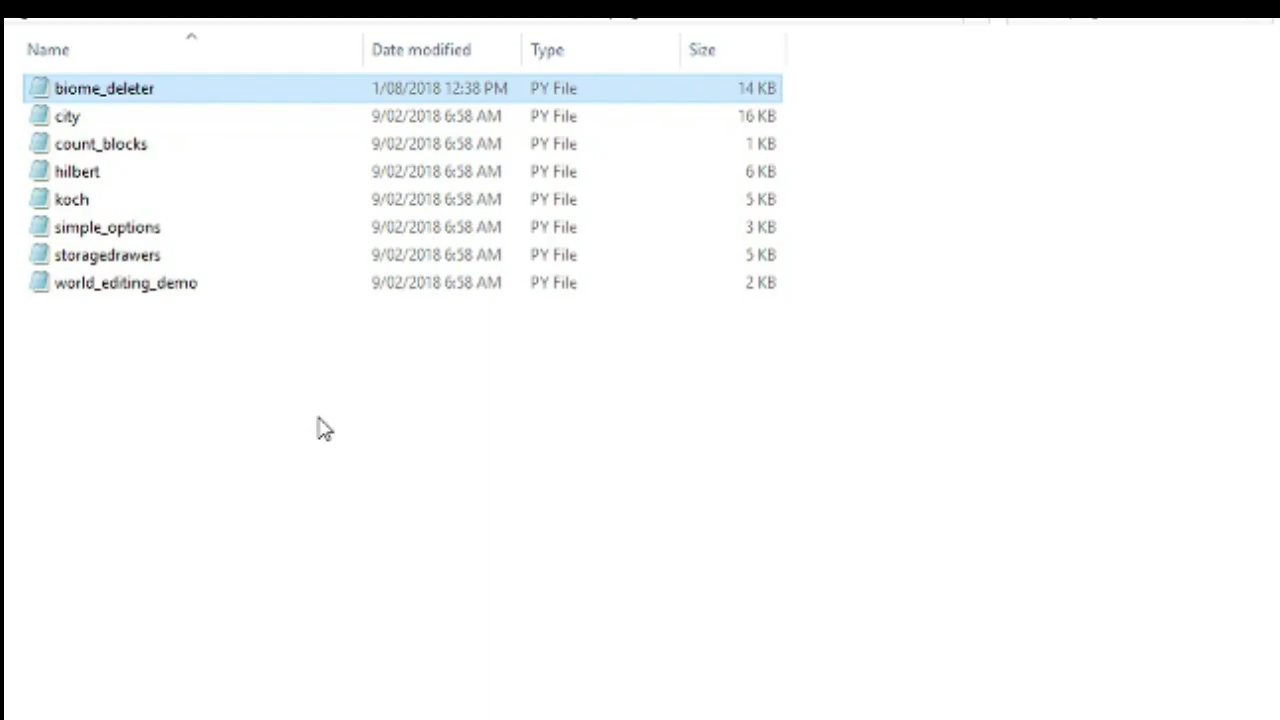 Name Date modified Type Size
biome_deleter 1/08/2018 12:38 PM PY File 14 KB
city 9/02/2018 6:58 AM PY File 16 KB
count_blocks 9/02/2018 6:58 AM PY File 1 KB
hilbert 9/02/2018 6:58 AM PY File 6 KB
koch 9/02/2018 6:58 AM PY File 5 KB
simple_options 9/02/2018 6:58 AM PY File 3 KB
storagedrawers 9/02/2018 6:58 AM PY File 5 KB
world_editing_demo 9/02/2018 6:58 AM PY File 2 KB